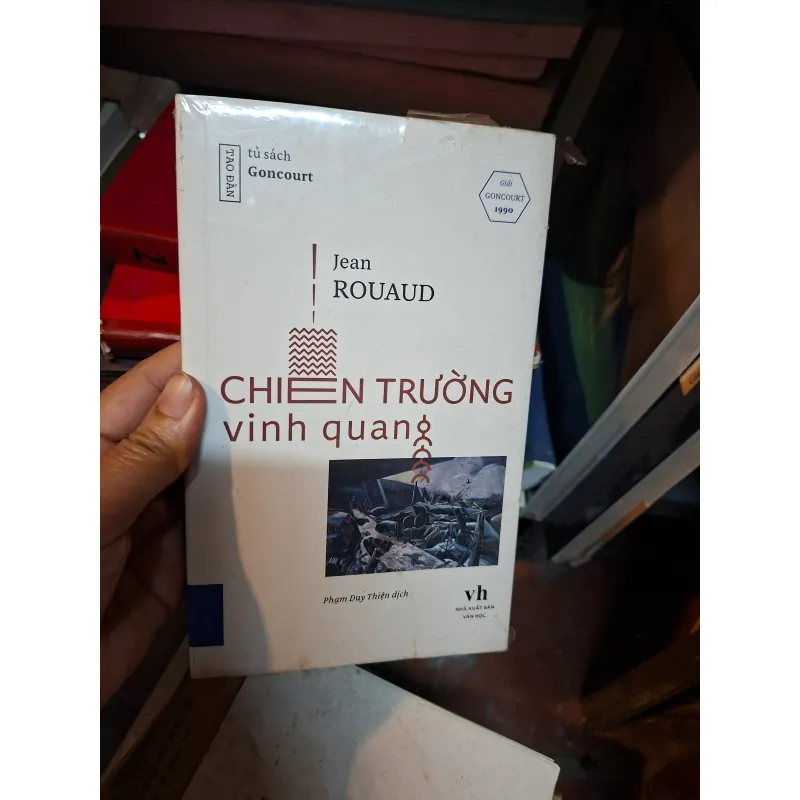 TAO ĐÀN
tủ sách
Goncourt
Giải
GONCOURT
1990
Jean
ROUAUD
CHIẾN TRƯỜNG
vinh quang
Phạm Duy Thiện dịch
vh
NHÀ XUẤT BẢN
VĂN HỌC